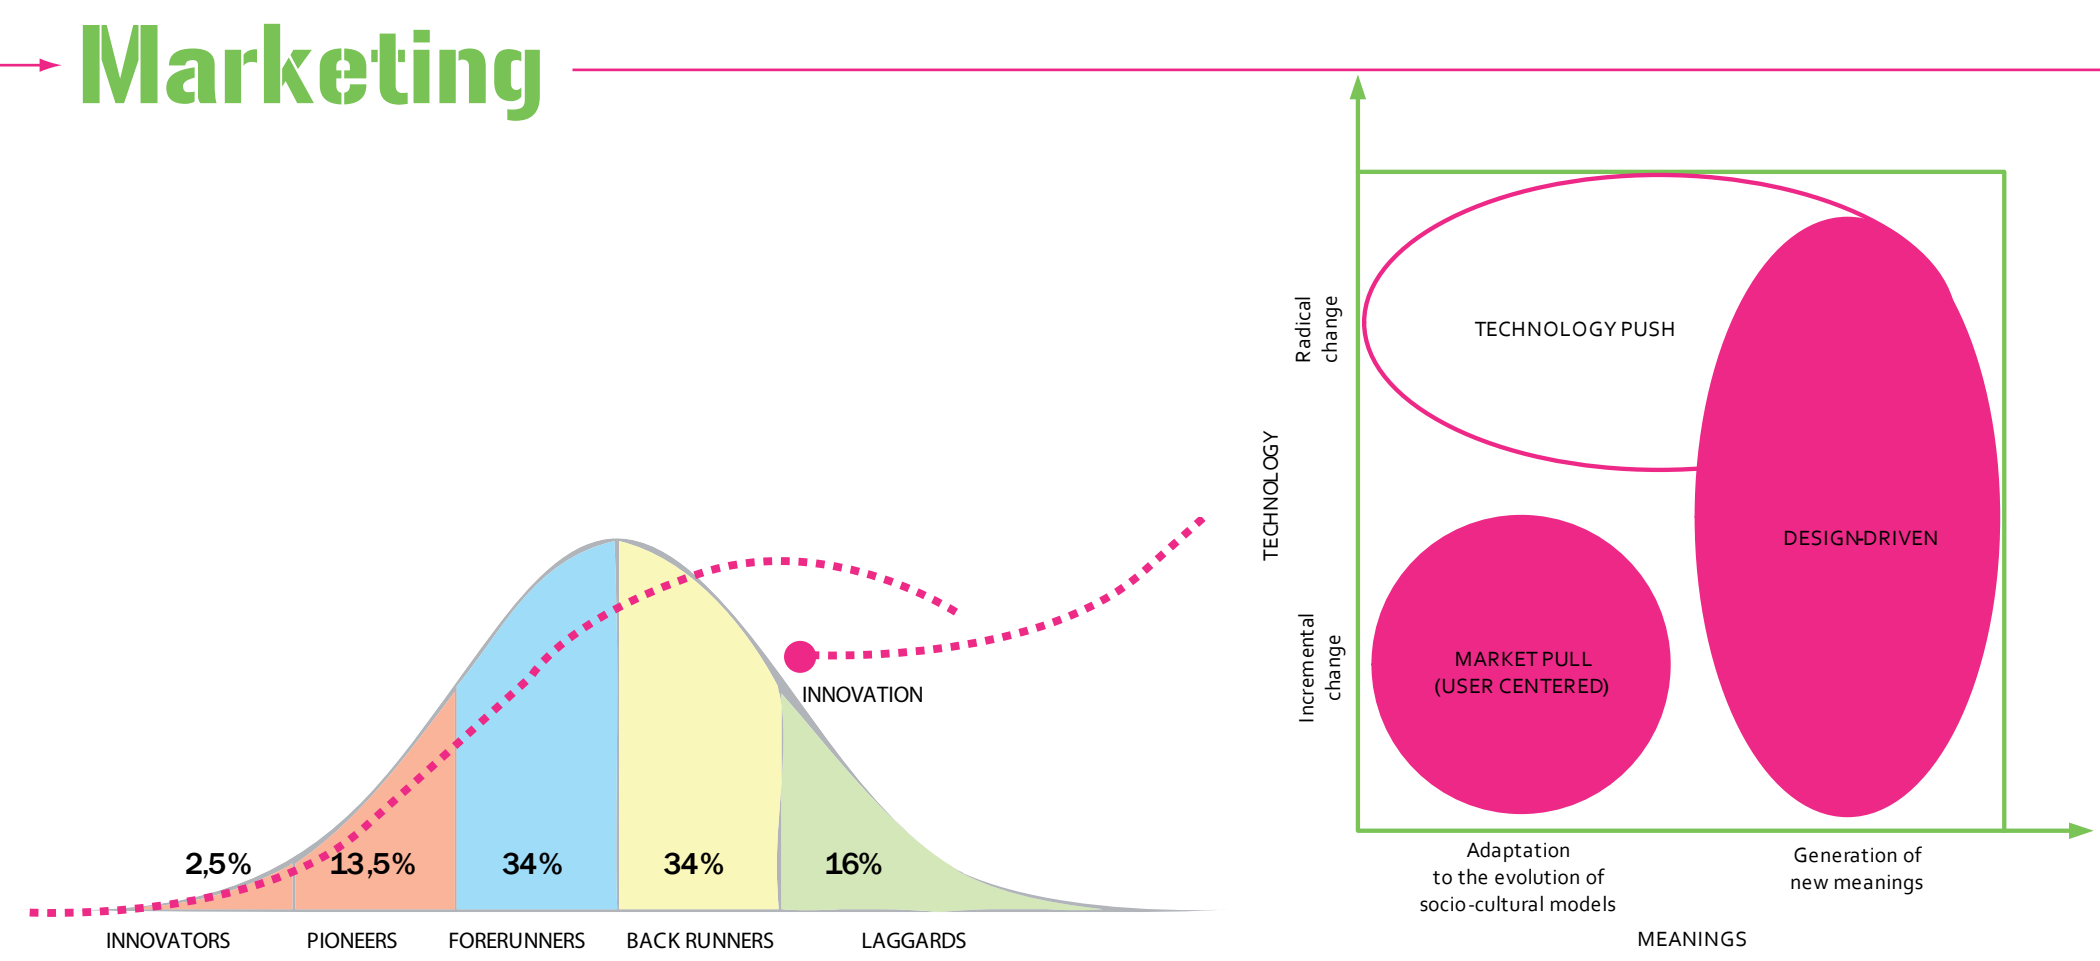 Marketing
INNOVATION
2,5%
13,5%
34%
34%
16%
INNOVATORS
PIONEERS
FORERUNNERS
BACK RUNNERS
LAGGARDS
TECHNOLOGY
Radical
change
Incremental
change
TECHNOLOGY PUSH
DESIGN-DRIVEN
MARKET PULL
(USER CENTERED)
Adaptation
to the evolution of
socio-cultural models
Generation of
new meanings
MEANINGS